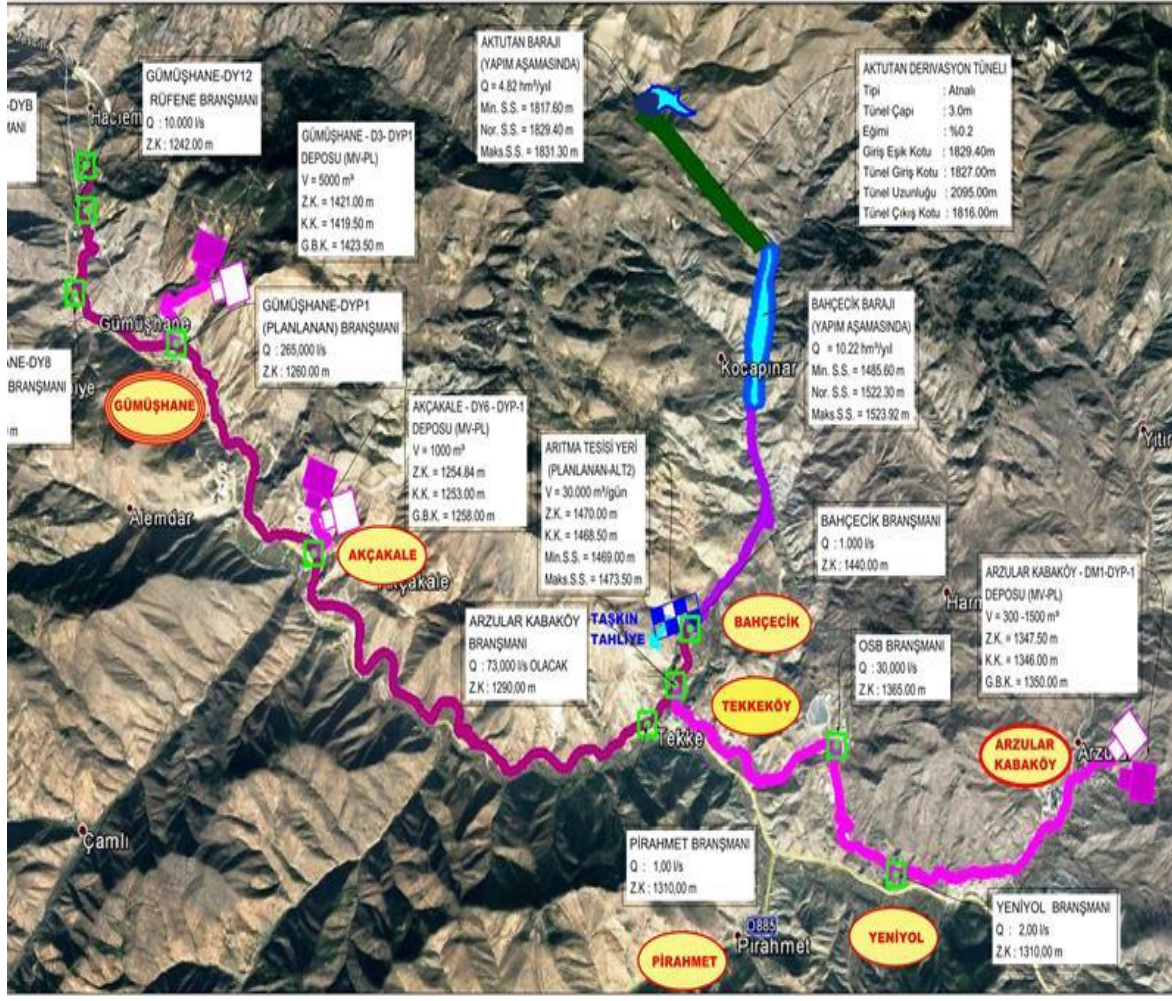 GÜMÜŞHANE-DY12
RÜFENE BRANŞMANI
Q : 10.000 l/s
Z.K : 1242.00 m
-DYB
MANI
GÜMÜŞHANE - D3- DYP1
DEPOSU (MV-PL)
V = 5000 m³
Z.K. = 1421.00 m
K.K. = 1419.50 m
G.B.K. = 1423.50 m
AKTUTAN BARAJI
(YAPIM AŞAMASINDA)
Q = 4.82 hm³/yıl
Min. S.S. = 1817.60 m
Nor. S.S. = 1829.40 m
Maks.S.S. = 1831.30 m
AKTUTAN DERİVASYON TÜNELİ
Tipi : Atnalı
Tünel Çapı : 3.0m
Eğimi : %0.2
Giriş Eşik Kotu : 1829.40m
Tünel Giriş Kotu : 1827.00m
Tünel Uzunluğu : 2095.00m
Tünel Çıkış Kotu : 1816.00m
GÜMÜŞHANE-DYP1
(PLANLANAN) BRANŞMANI
Q : 265,000 l/s
Z.K : 1260.00 m
Gümüşhane
ANE-DY8
BRANŞMANI
m
iye
GÜMÜŞHANE
BAHÇECİK BARAJI
(YAPIM AŞAMASINDA)
Q = 10.22 hm³/yıl
Min. S.S. = 1485.60 m
Nor. S.S. = 1522.30 m
Maks.S.S. = 1523.92 m
Kocapınar
AKÇAKALE - DY6 - DYP-1
DEPOSU (MV-PL)
V = 1000 m³
Z.K. = 1254.84 m
K.K. = 1253.00 m
G.B.K. = 1258.00 m
ARITMA TESİSİ YERİ
(PLANLANAN-ALT2)
V = 30.000 m³/gün
Z.K. = 1470.00 m
K.K. = 1468.50 m
Min.S.S. = 1469.00 m
Maks.S.S. = 1473.50 m
Alemdar
AKÇAKALE
BAHÇECİK BRANŞMANI
Q : 1.000 l/s
Z.K : 1440.00 m
ARZULAR KABAKÖY - DM1-DYP-1
DEPOSU (MV-PL)
V = 300 -1500 m³
Z.K. = 1347.50 m
K.K. = 1346.00 m
G.B.K. = 1350.00 m
ARZULAR KABAKÖY
BRANŞMANI
Q : 73,000 l/s OLACAK
Z.K : 1290,00 m
TAŞKIN
TAHLİYE
BAHÇECİK
OSB BRANŞMANI
Q : 30,000 l/s
Z.K : 1365.00 m
TEKKEKÖY
Tekke
ARZULAR
KABAKÖY
Çamlı
PİRAHMET BRANŞMANI
Q : 1,00 l/s
Z.K : 1310,00 m
YENİYOL BRANŞMANI
Q : 2,00 l/s
Z.K : 1310,00 m
D885
Pirahmet
PİRAHMET
YENİYOL